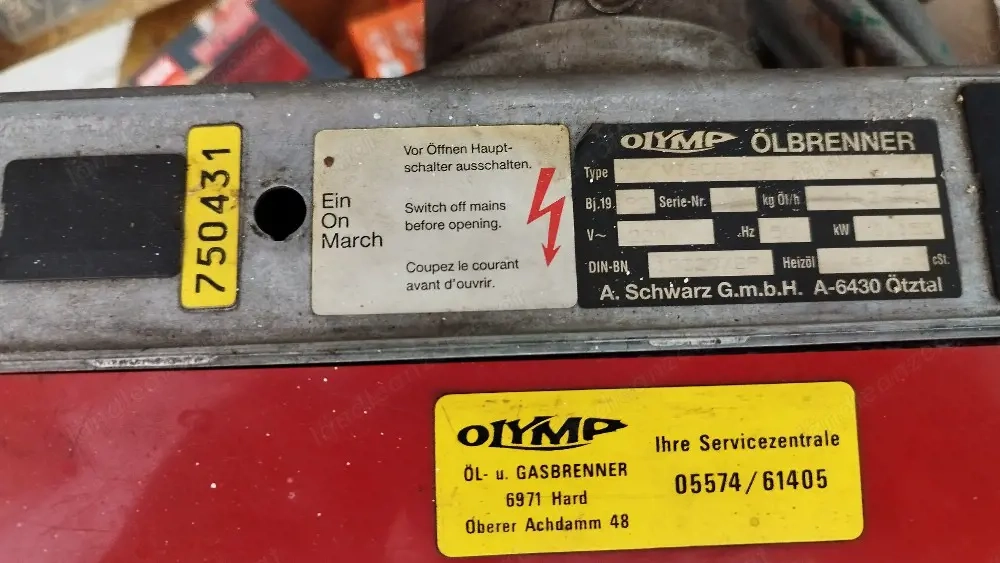 750431
Vor Öffnen Haupt-
schalter ausschalten.
Ein
On
March
Switch off mains
before opening.
Coupez le courant
avant d'ouvrir.
OLYMP ÖLBRENNER
Type
Bj.19 Serie-Nr. kg Öl/h
V~ Hz kW
DIN-BN Heizöl cSt.
A. Schwarz G.m.b.H. A-6430 Ötztal
OLYMP
ÖL- u. GASBRENNER
6971 Hard
Oberer Achdamm 48
Ihre Servicezentrale
05574/61405